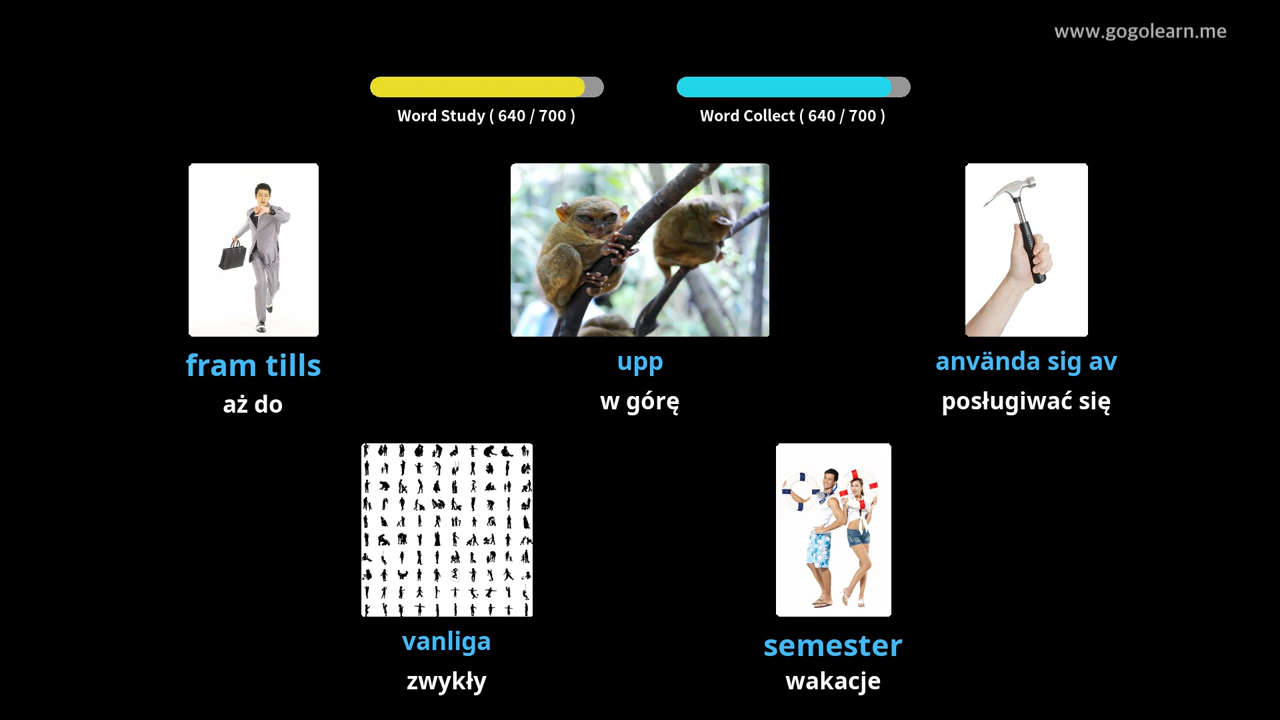 www.gogolearn.me
Word Study ( 640 / 700 )
Word Collect ( 640 / 700 )
fram tills
aż do
upp
w górę
använda sig av
posługiwać się
vanliga
zwykły
semester
wakacje